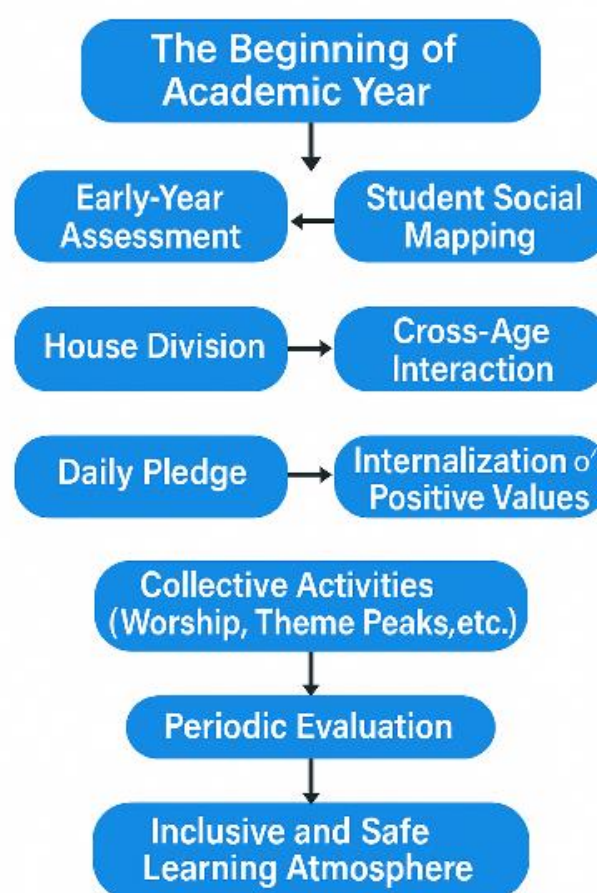 The Beginning of
Academic Year
Early-Year
Assessment
Student Social
Mapping
House Division
Cross-Age
Interaction
Daily Pledge
Internalization o
Positive Values
Collective Activities
(Worship, Theme Peaks,etc.)
Periodic Evaluation
Inclusive and Safe
Learning Atmosphere